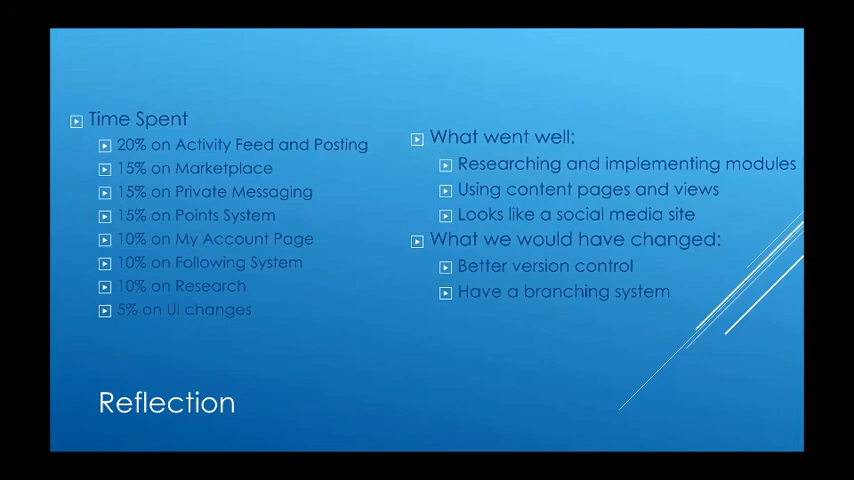 Time Spent
20% on Activity Feed and Posting
15% on Marketplace
15% on Private Messaging
15% on Points System
10% on My Account Page
10% on Following System
10% on Research
5% on UI changes
What went well:
Researching and implementing modules
Using content pages and views
Looks like a social media site
What we would have changed:
Better version control
Have a branching system
Reflection